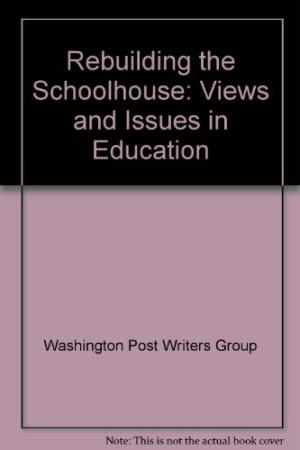 Rebuilding the
Schoolhouse: Views
and Issues in
Education
Washington Post Writers Group
Note: This is not the actual book cover